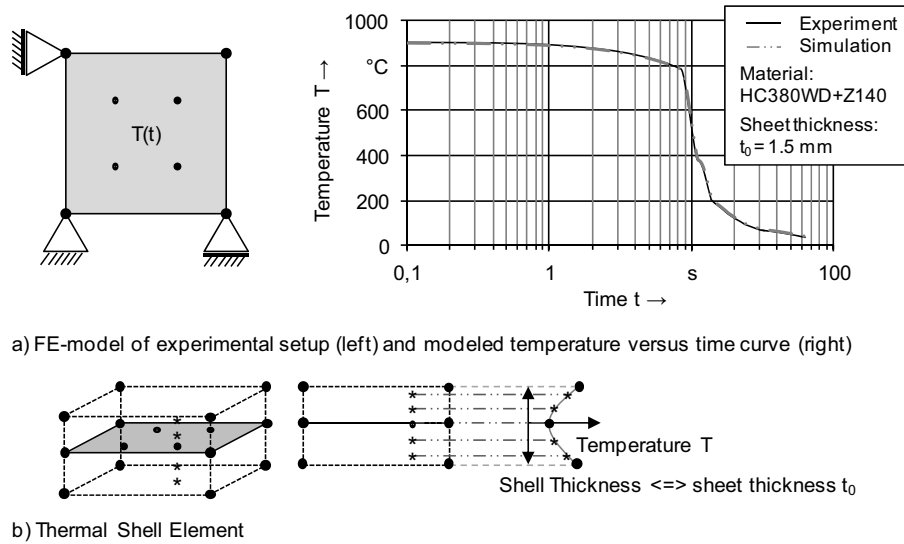 T(t)
Temperature T →
1000
°C
800
600
400
200
0
0,1
1
s
100
Time t →
Experiment
Simulation
Material:
HC380WD+Z140
Sheet thickness:
t₀ = 1.5 mm
a) FE-model of experimental setup (left) and modeled temperature versus time curve (right)
Temperature T
Shell Thickness <=> sheet thickness t₀
b) Thermal Shell Element